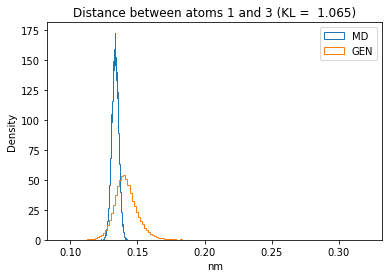 Distance between atoms 1 and 3 (KL =  1.065)
175
150
125
100
75
50
25
0
Density
MD
GEN
0.10 0.15 0.20 0.25 0.30
nm